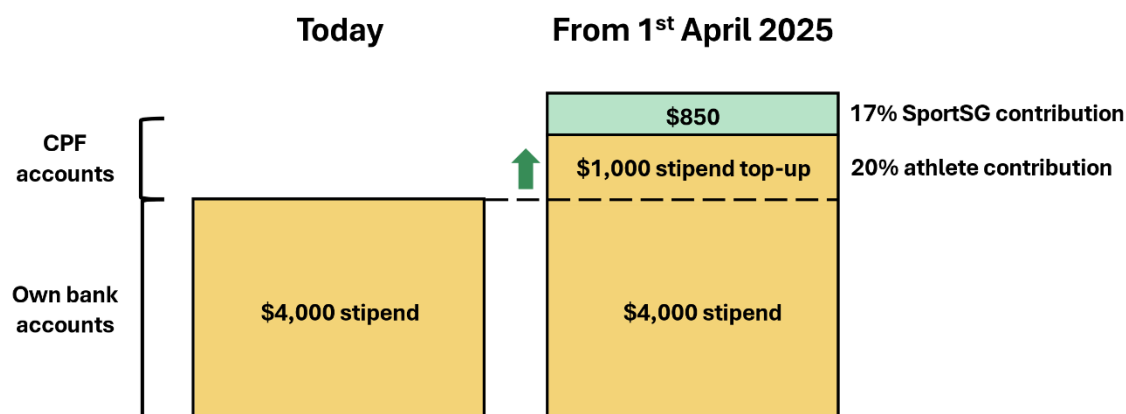 Today
From 1st April 2025
CPF
accounts
$850
17% SportSG contribution
$1,000 stipend top-up
20% athlete contribution
Own bank
accounts
$4,000 stipend
$4,000 stipend